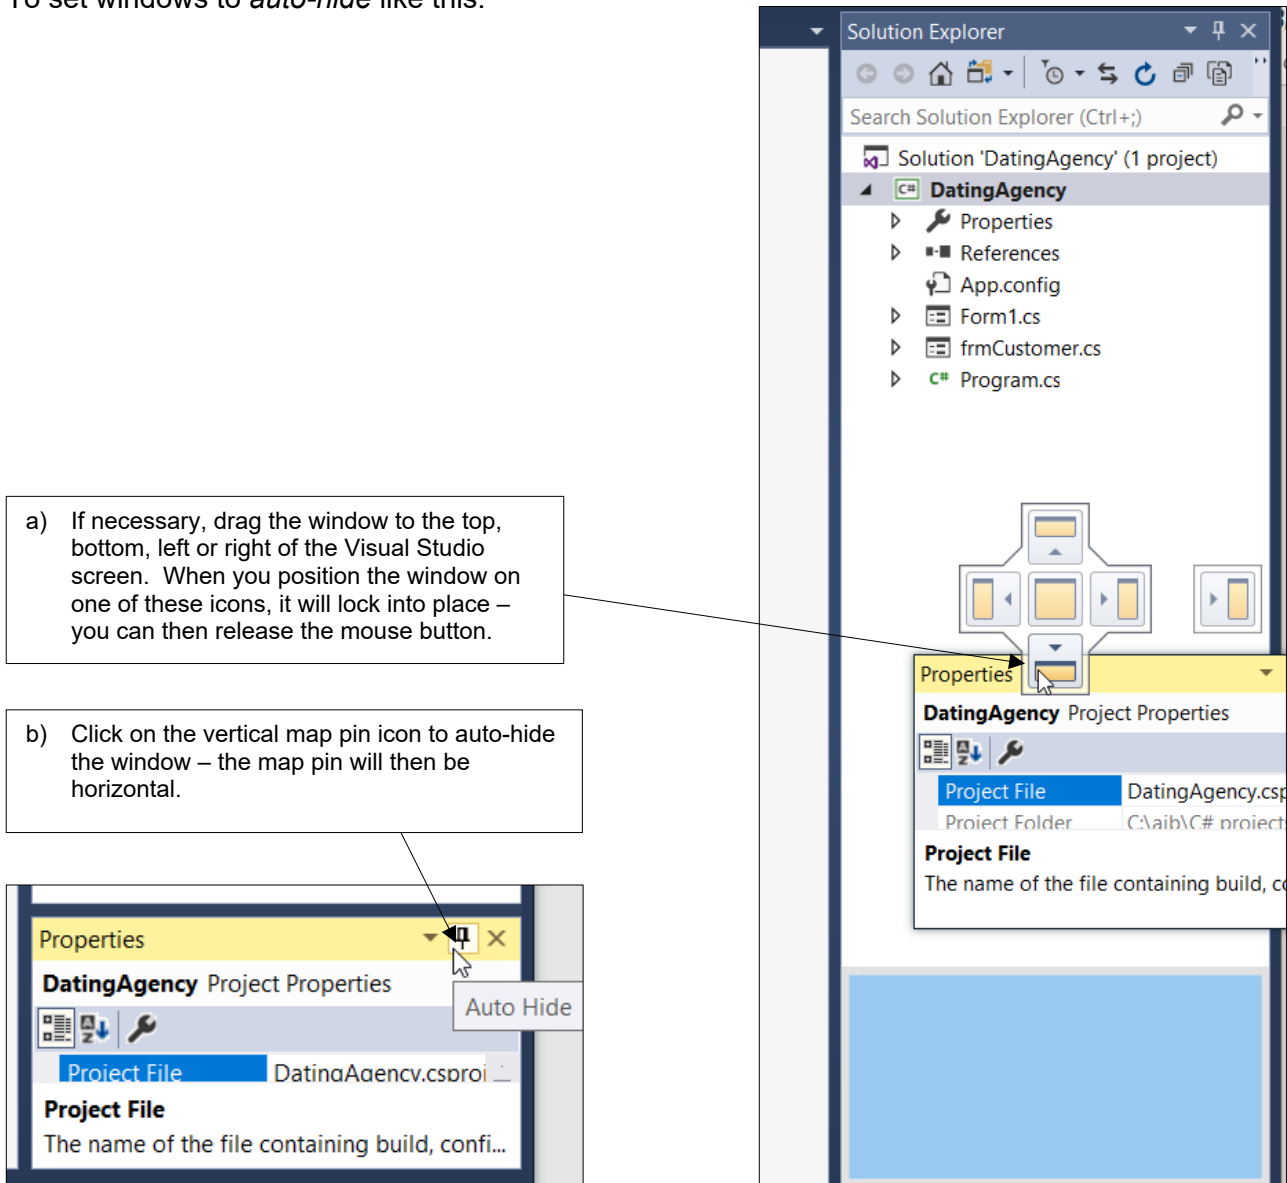 To set windows to auto-hide like this:
Solution Explorer
Search Solution Explorer (Ctrl+;)
Solution 'DatingAgency' (1 project)
C# DatingAgency
Properties
References
App.config
Form1.cs
frmCustomer.cs
C# Program.cs
a) If necessary, drag the window to the top,
bottom, left or right of the Visual Studio
screen. When you position the window on
one of these icons, it will lock into place –
you can then release the mouse button.
Properties
DatingAgency Project Properties
Project File DatingAgency.csp
Project Folder C:\aib\C# project
Project File
The name of the file containing build, co
b) Click on the vertical map pin icon to auto-hide
the window – the map pin will then be
horizontal.
Properties
DatingAgency Project Properties
Auto Hide
Project File DatingAgency.csproj
Project File
The name of the file containing build, confi...